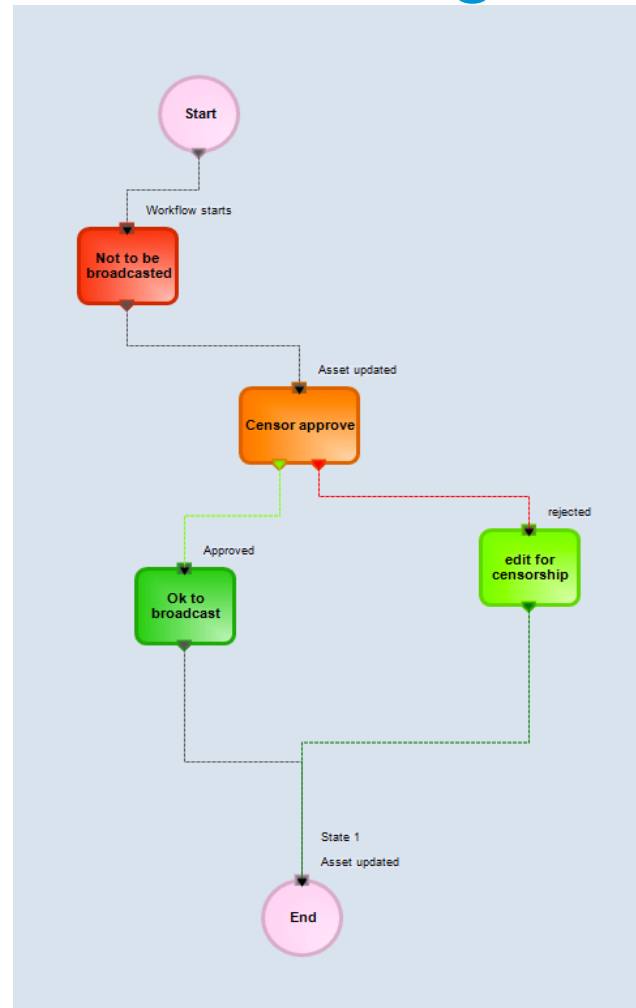 Start
Workflow starts
Not to be
broadcasted
Asset updated
Censor approve
rejected
Approved
edit for
censorship
Ok to
broadcast
State 1
Asset updated
End